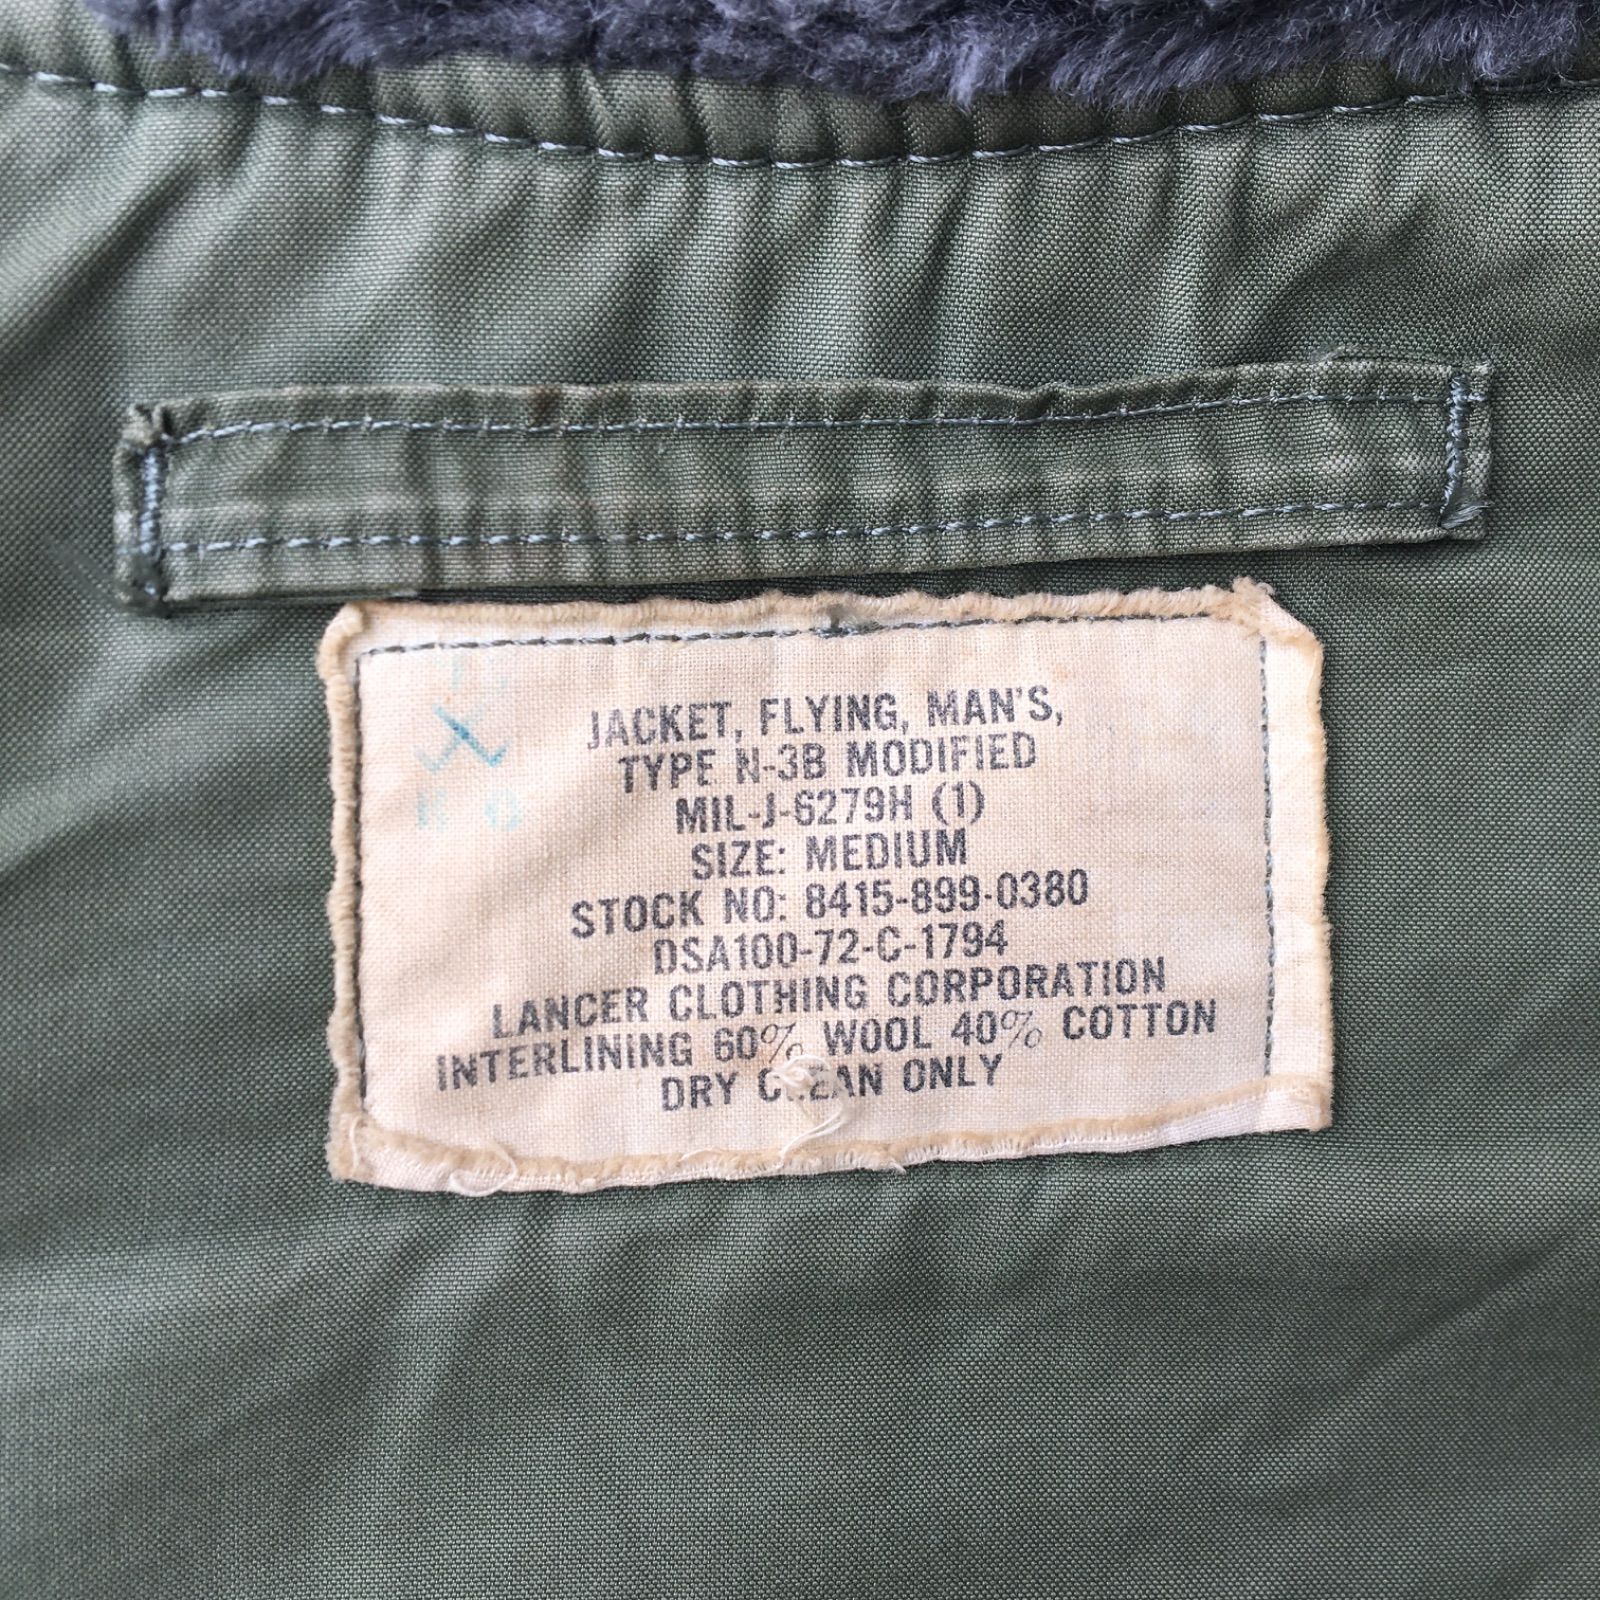 JACKET, FLYING, MAN'S,
TYPE N-3B MODIFIED
MIL-J-6279H (1)
SIZE: MEDIUM
STOCK NO: 8415-899-0380
DSA100-72-C-1794
LANCER CLOTHING CORPORATION
INTERLINING 60% WOOL 40% COTTON
DRY CLEAN ONLY